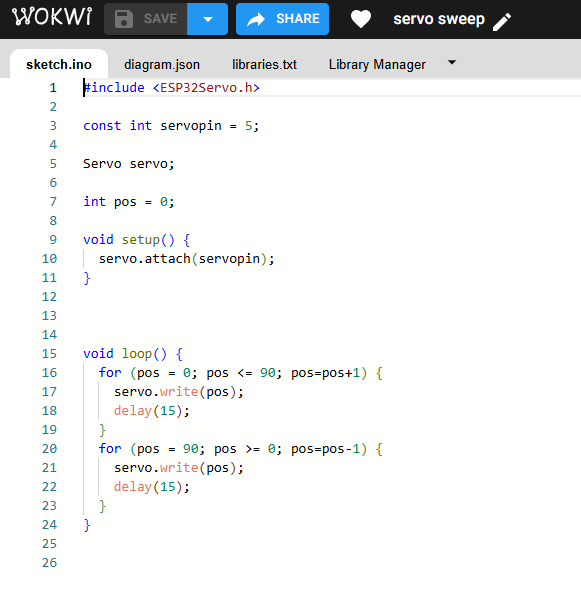 WOKWI SAVE SHARE servo sweep
sketch.ino diagram.json libraries.txt Library Manager
1 #include <ESP32Servo.h>
2
3 const int servopin = 5;
4
5 Servo servo;
6
7 int pos = 0;
8
9 void setup() {
10   servo.attach(servopin);
11 }
12
13
14
15 void loop() {
16   for (pos = 0; pos <= 90; pos=pos+1) {
17     servo.write(pos);
18     delay(15);
19   }
20   for (pos = 90; pos >= 0; pos=pos-1) {
21     servo.write(pos);
22     delay(15);
23   }
24 }
25
26